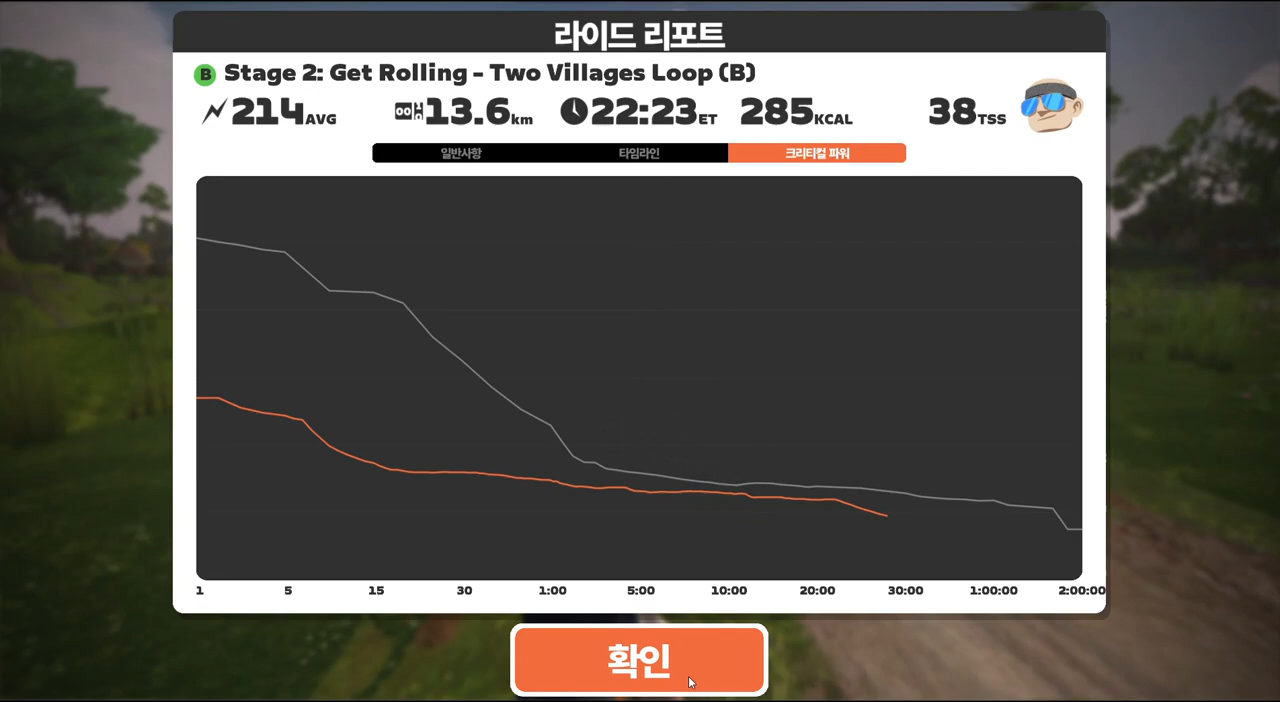 라이드 리포트
B Stage 2: Get Rolling - Two Villages Loop (B)
214AVG 13.6km 22:23ET 285KCAL 38TSS
일반사항 타임라인 크리티컬 파워
1 5 15 30 1:00 5:00 10:00 20:00 30:00 1:00:00 2:00:00
확인